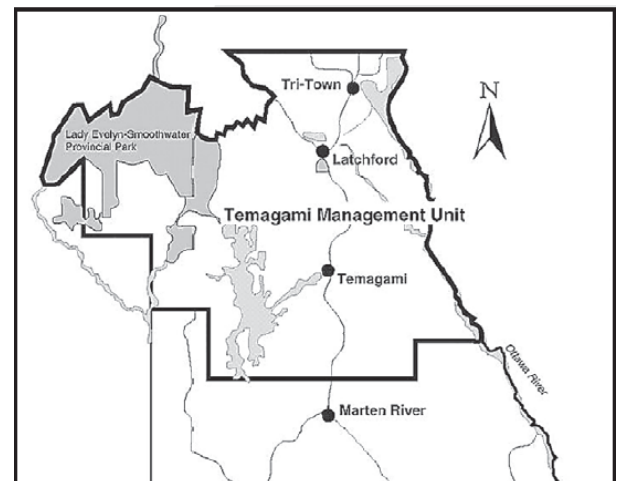 Tri-Town
N
Lady Evelyn-Smoothwater
Provincial Park
Latchford
Temagami Management Unit
Temagami
Ottawa River
Marten River